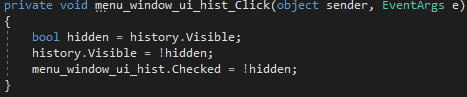 private void menu_window_ui_hist_Click(object sender, EventArgs e)
{
bool hidden = history.Visible;
history.Visible = !hidden;
menu_window_ui_hist.Checked = !hidden;
}